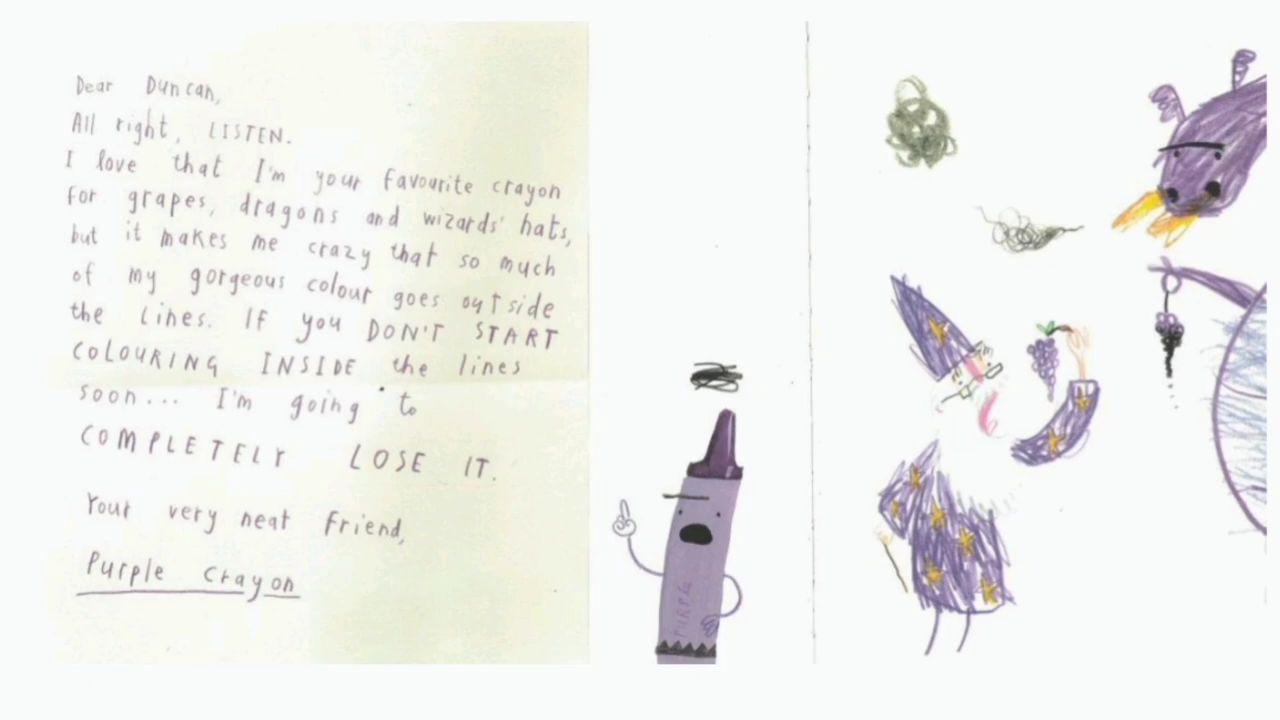 Dear Duncan,
All right, LISTEN.
I love that I'm your favourite crayon
for grapes, dragons and wizards' hats,
but it makes me crazy that so much
of my gorgeous colour goes outside
the lines. If you DON'T START
COLOURING INSIDE the lines
soon... I'm going to
COMPLETELY LOSE IT.
Your very neat friend,
Purple Crayon
PURPLE